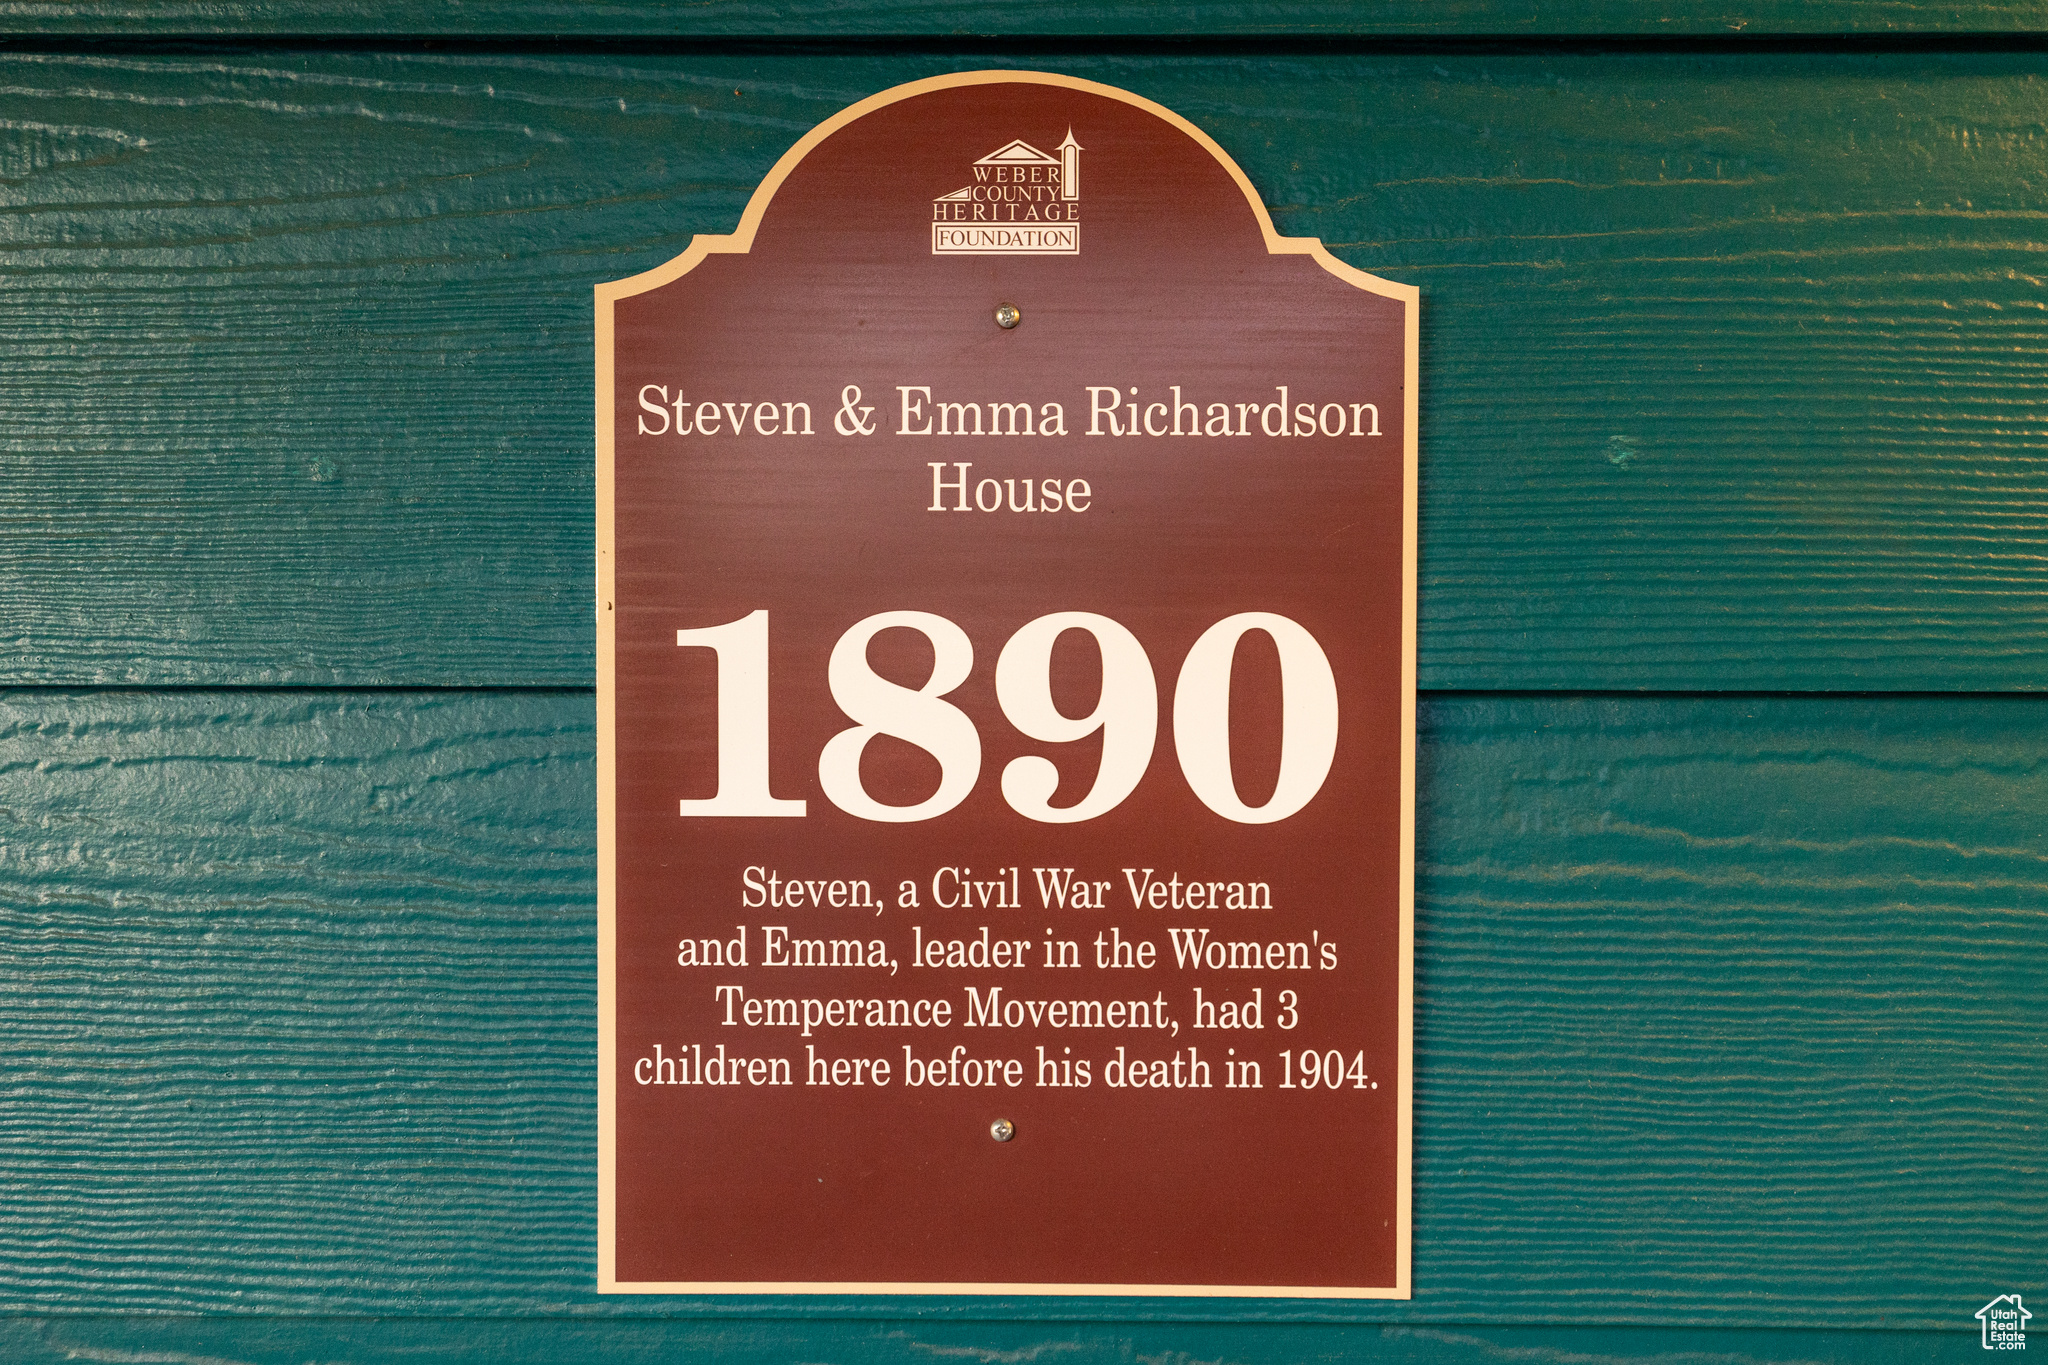 WEBER
COUNTY
HERITAGE
FOUNDATION
Steven & Emma Richardson
House
1890
Steven, a Civil War Veteran
and Emma, leader in the Women's
Temperance Movement, had 3
children here before his death in 1904.
Utah
Real
Estate
.com